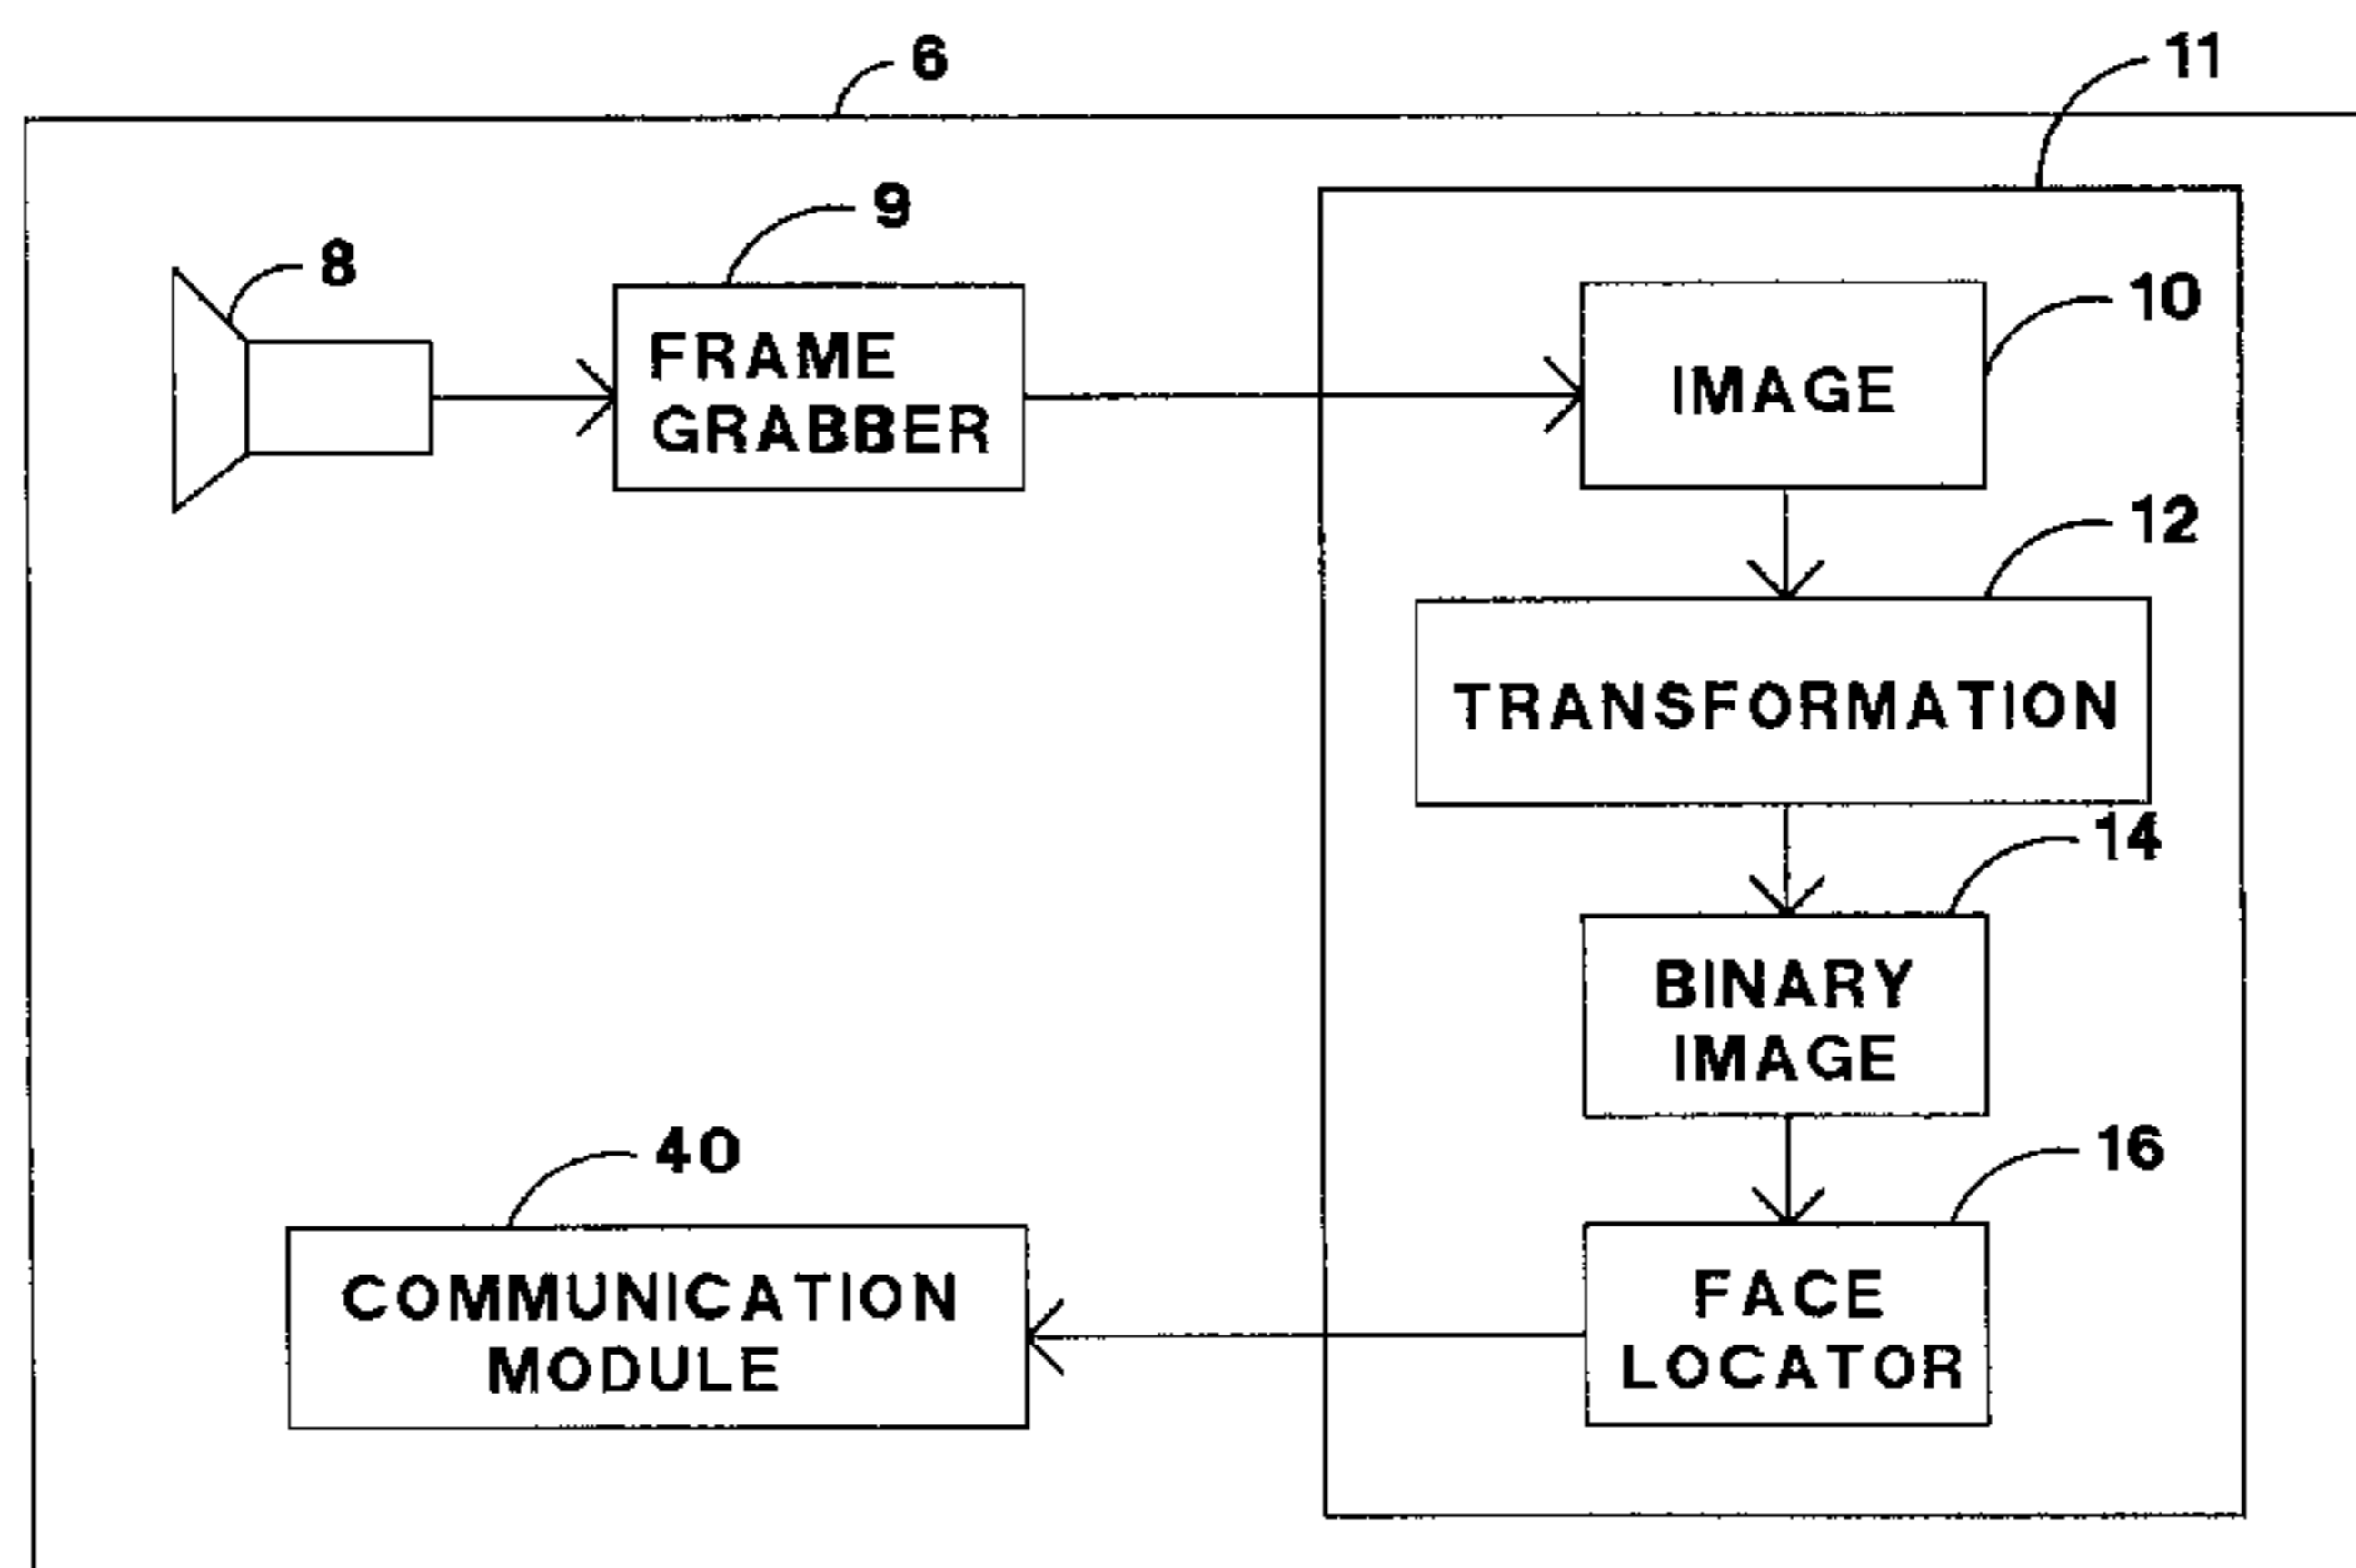 6
11
9
8
10
FRAME
GRABBER
IMAGE
12
TRANSFORMATION
14
BINARY
IMAGE
40
16
COMMUNICATION
MODULE
FACE
LOCATOR